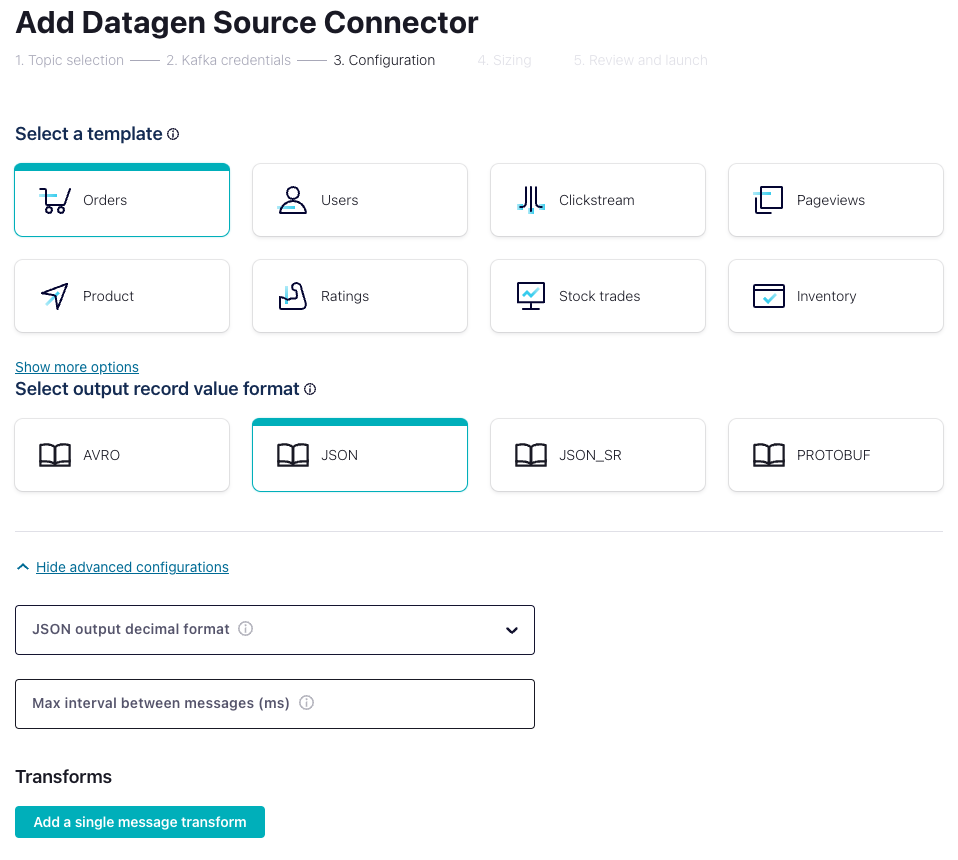 Add Datagen Source Connector
1. Topic selection 2. Kafka credentials 3. Configuration 4. Sizing 5. Review and launch
Select a template
Orders Users Clickstream Pageviews
Product Ratings Stock trades Inventory
Show more options
Select output record value format
AVRO JSON JSON_SR PROTOBUF
Hide advanced configurations
JSON output decimal format
Max interval between messages (ms)
Transforms
Add a single message transform